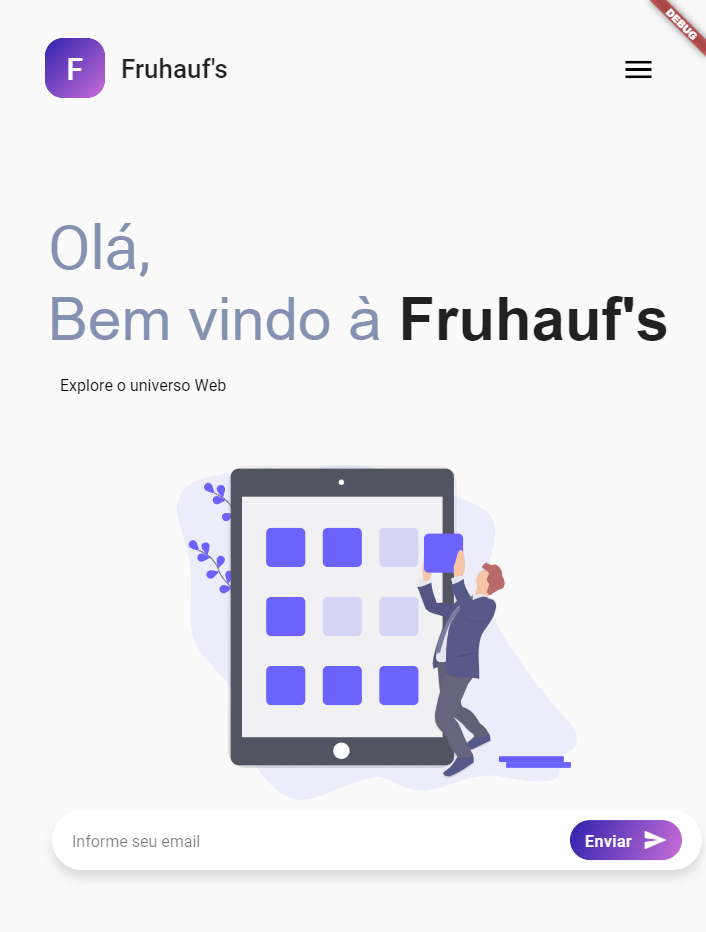 DEBUG
F
Fruhauf's
Olá,
Bem vindo à Fruhauf's
Explore o universo Web
Informe seu email
Enviar